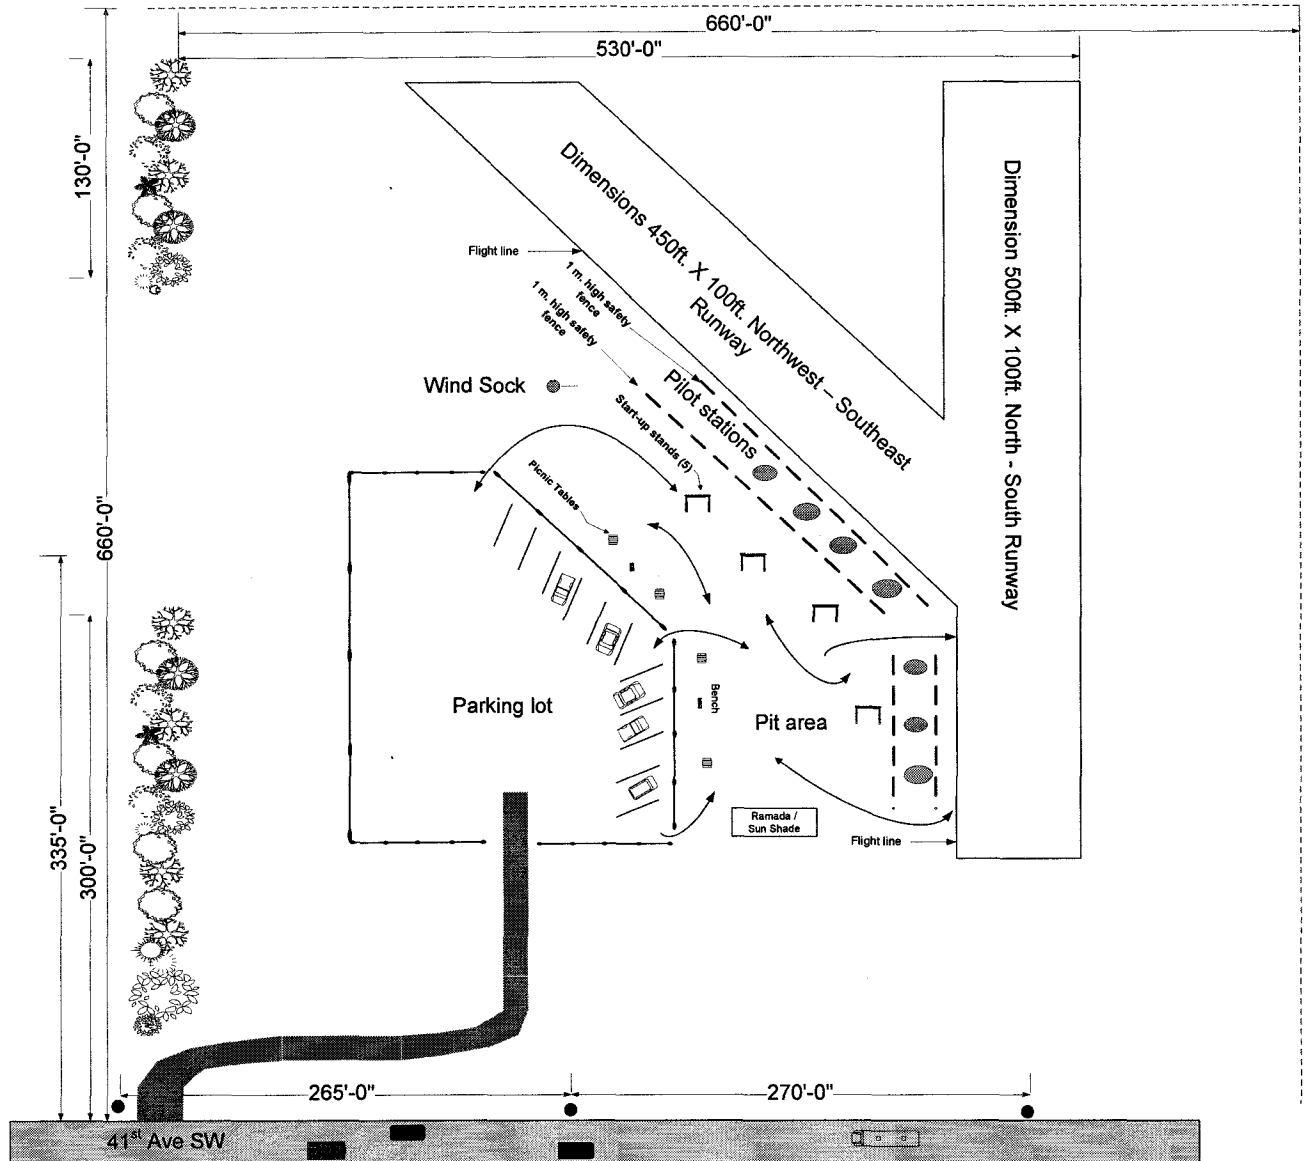 660'-0"
530'-0"
130'-0"
Dimensions 450ft. X 100ft. Northwest – Southeast
Runway
Dimension 500ft. X 100ft. North - South Runway
Flight line
1 m. high safety
fence
1 m. high safety
fence
Wind Sock
Pilot stations
Start-up stands (5)
Picnic Tables
660'-0"
Parking lot
Bench
Pit area
Ramada /
Sun Shade
Flight line
335'-0"
300'-0"
265'-0"
270'-0"
41st Ave SW